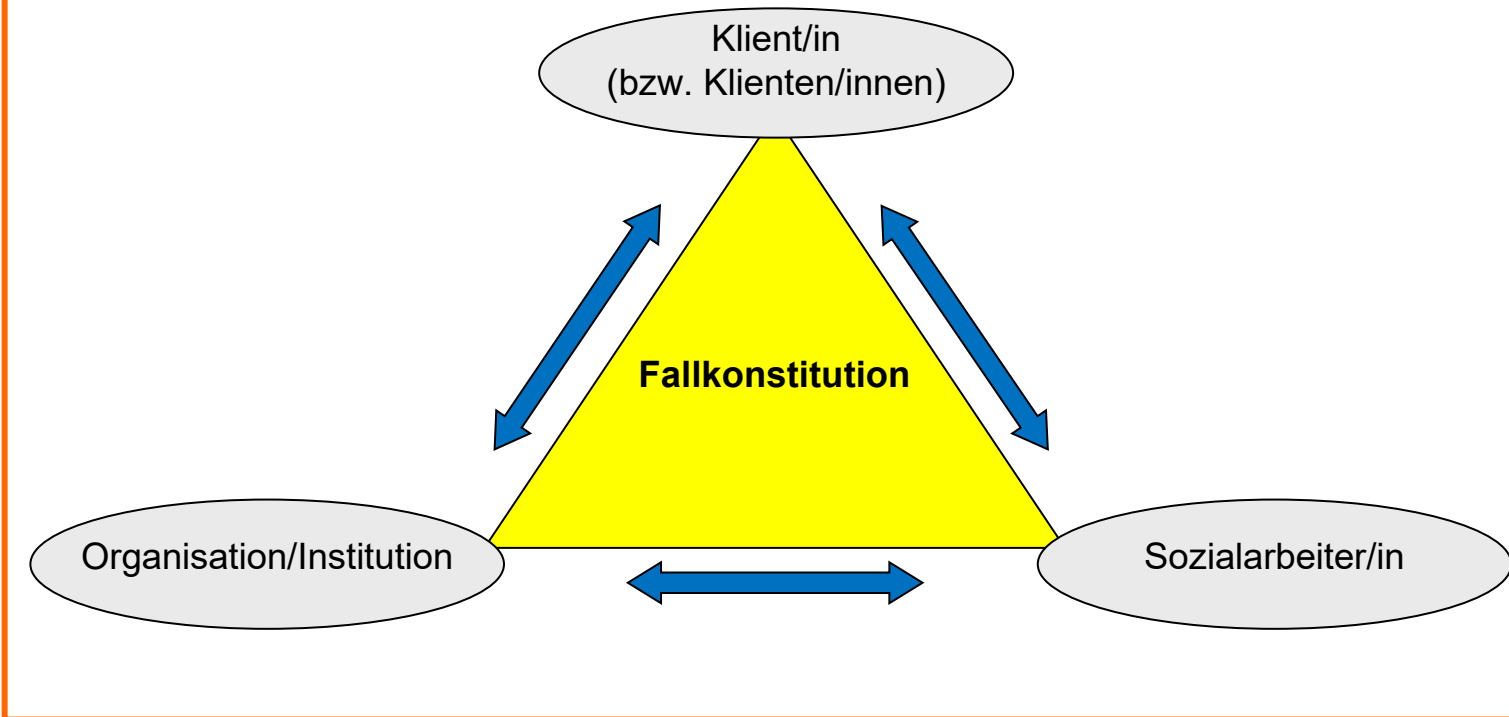 Klient/in
(bzw. Klienten/innen)
Fallkonstitution
Organisation/Institution
Sozialarbeiter/in